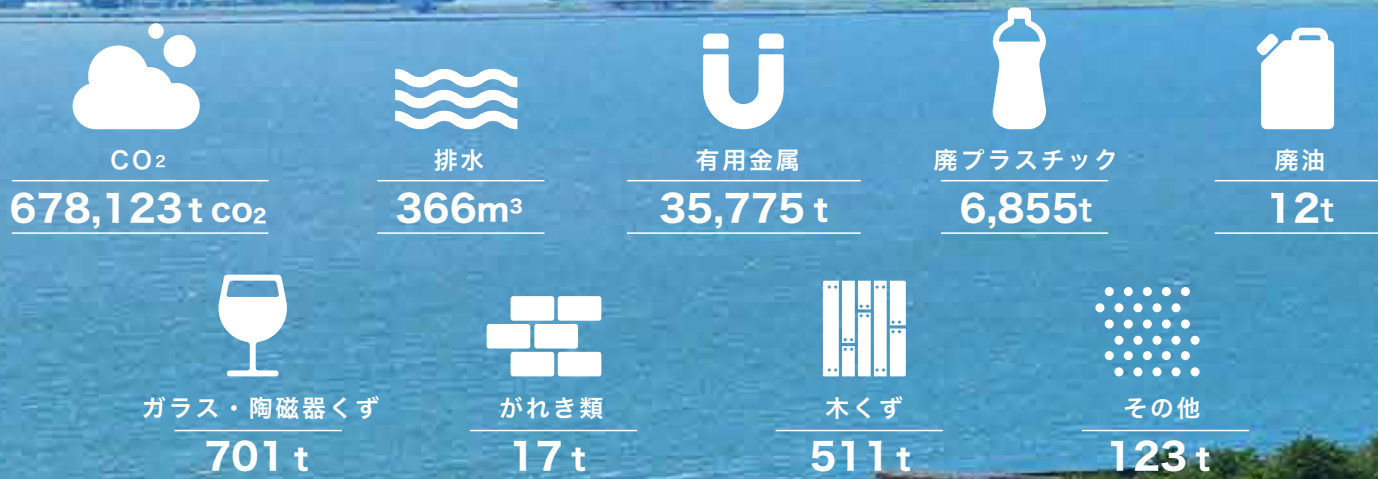 CO2
678,123 t co2
排水
366m3
有用金属
35,775 t
廃プラスチック
6,855t
廃油
12t
ガラス・陶磁器くず
701 t
がれき類
17 t
木くず
511 t
その他
123 t